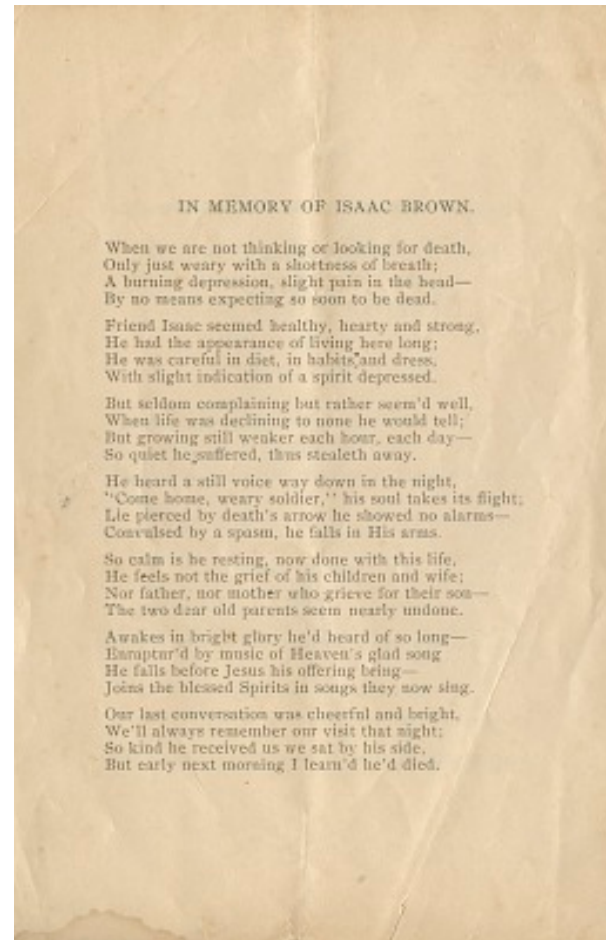 IN MEMORY OF ISAAC BROWN.
When we are not thinking or looking for death,
Only just weary with a shortness of breath;
A burning depression, slight pain in the head—
By no means expecting so soon to be dead.
Friend Isaac seemed healthy, hearty and strong,
He had the appearance of living here long;
He was careful in diet, in habits and dress,
With slight indication of a spirit depressed.
But seldom complaining but rather seem'd well,
When life was declining to none he would tell;
But growing still weaker each hour, each day—
So quiet he suffered, thus stealeth away.
He heard a still voice way down in the night,
"Come home, weary soldier," his soul takes its flight;
Lie pierced by death's arrow he showed no alarms—
Convulsed by a spasm, he falls in His arms.
So calm is he resting, now done with this life,
He feels not the grief of his children and wife;
Nor father, nor mother who grieve for their son—
The two dear old parents seem nearly undone.
Awakes in bright glory he'd heard of so long—
Enraptur'd by music of Heaven's glad song
He falls before Jesus his offering being—
Joins the blessed Spirits in songs they now sing.
Our last conversation was cheerful and bright,
We'll always remember our visit that night;
So kind he received us we sat by his side,
But early next morning I learn'd he'd died.